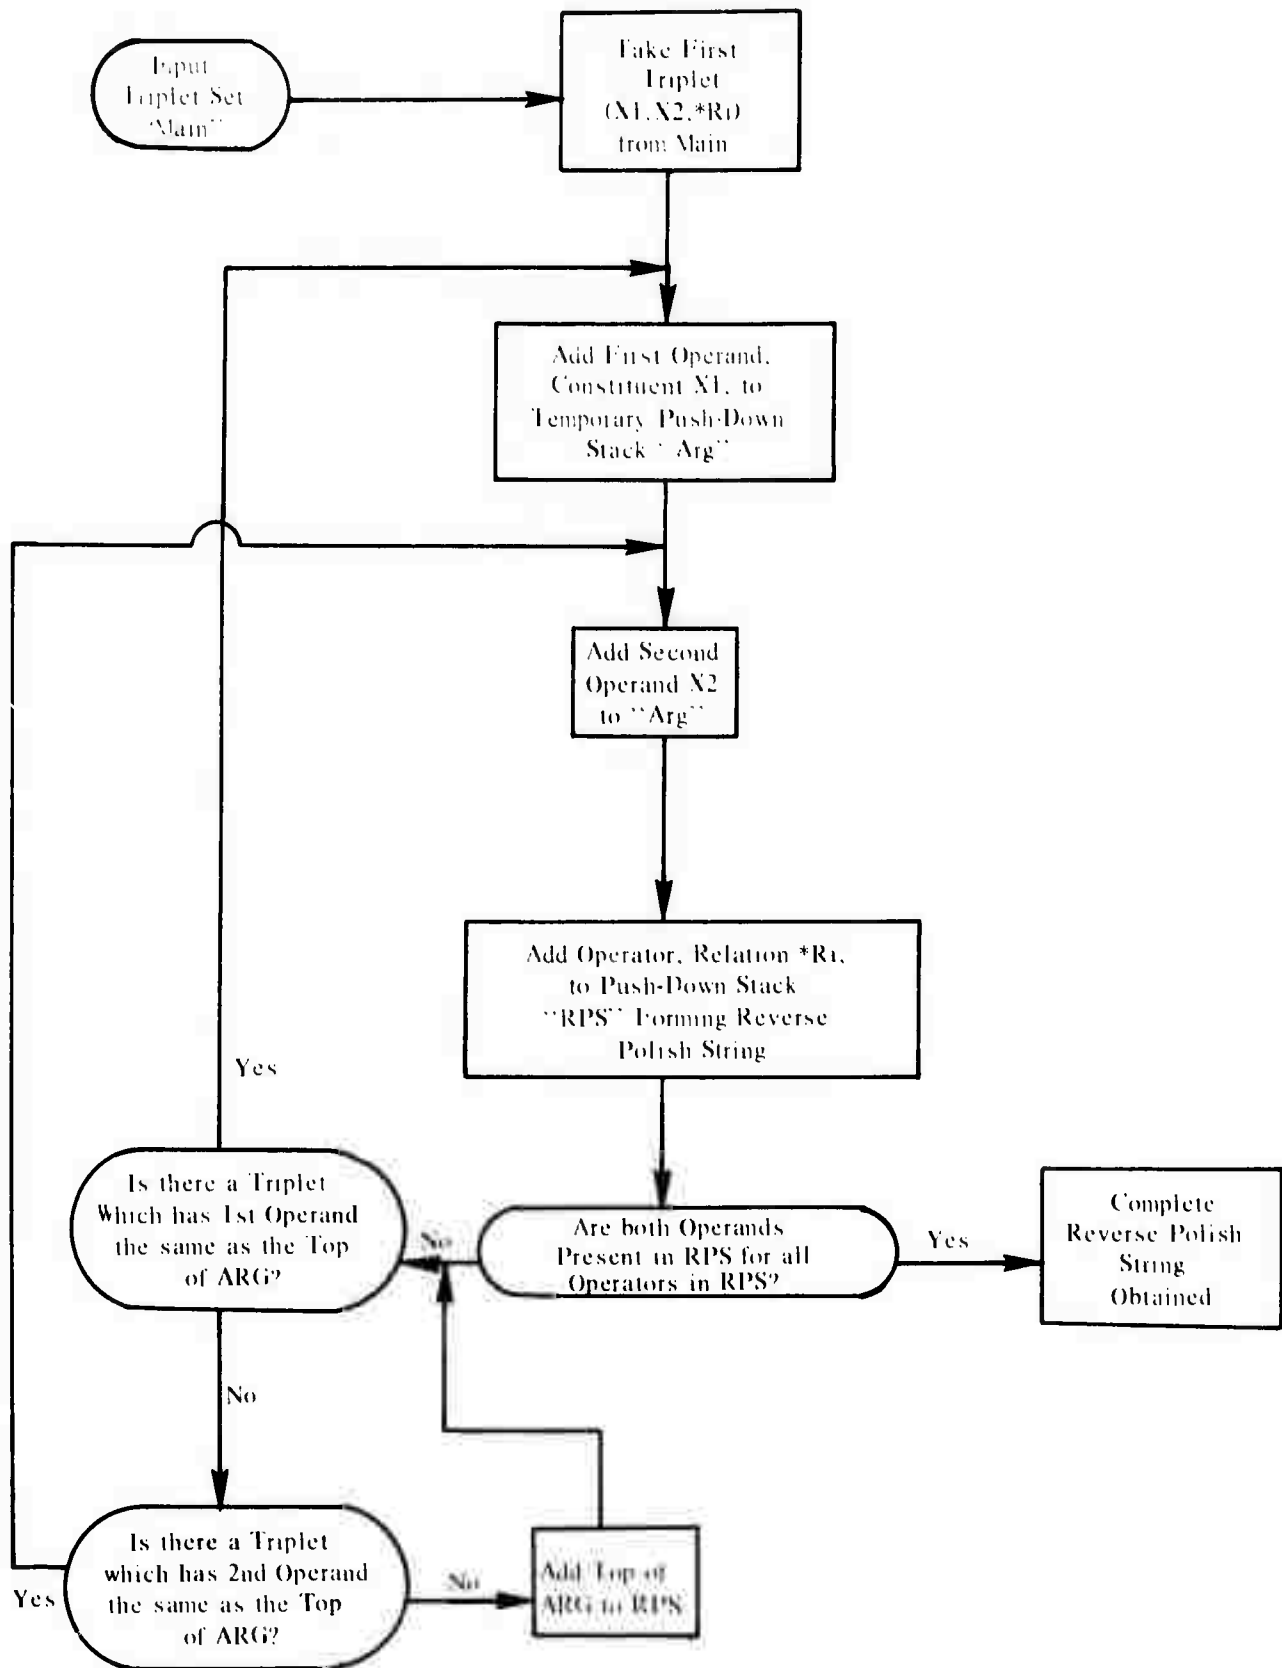 Input
Triplet Set
"Main"
Take First
Triplet
(X1,X2,*Ri)
from Main
Add First Operand,
Constituent X1, to
Temporary Push-Down
Stack "Arg"
Add Second
Operand X2
to "Arg"
Add Operator, Relation *Ri,
to Push-Down Stack
"RPS" Forming Reverse
Polish String
Yes
Is there a Triplet
Which has 1st Operand
the same as the Top
of ARG?
No
Are both Operands
Present in RPS for all
Operators in RPS?
Yes
Complete
Reverse Polish
String
Obtained
No
Is there a Triplet
which has 2nd Operand
the same as the Top
of ARG?
Yes
No
Add Top of
ARG to RPS